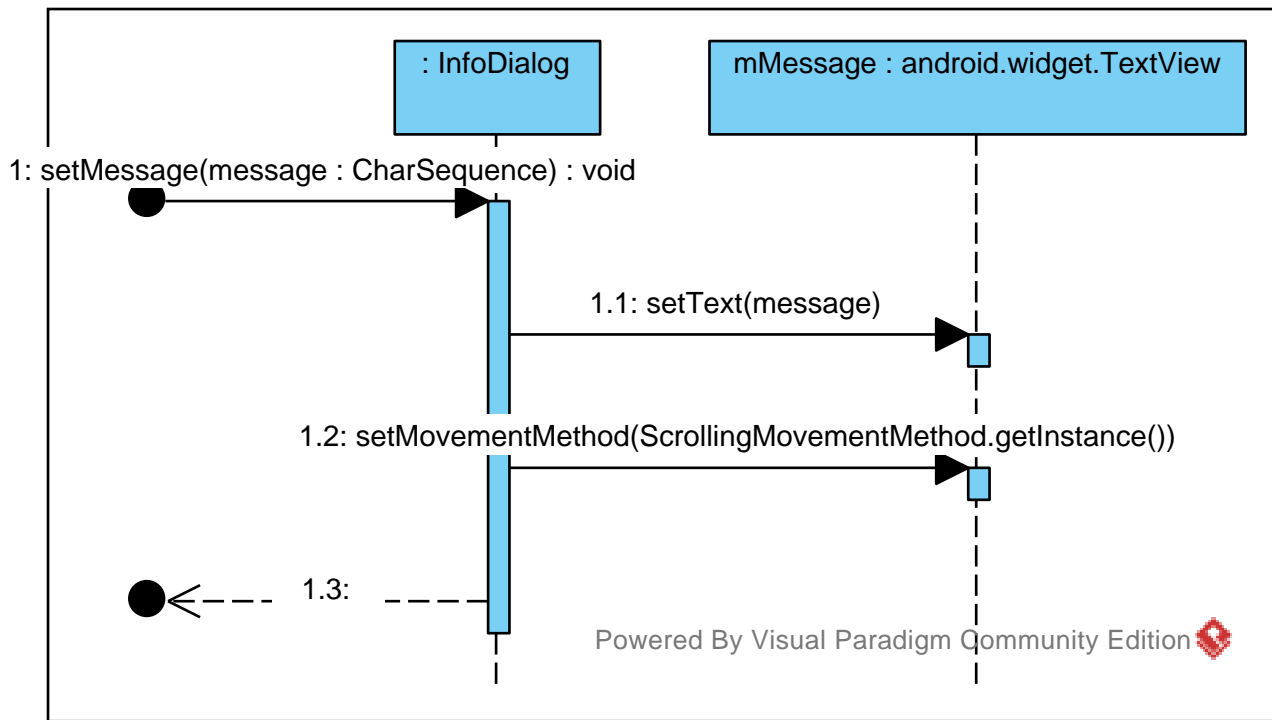 : InfoDialog
mMessage : android.widget.TextView
1: setMessage(message : CharSequence) : void
1.1: setText(message)
1.2: setMovementMethod(ScrollingMovementMethod.getInstance())
1.3:
Powered By Visual Paradigm Community Edition